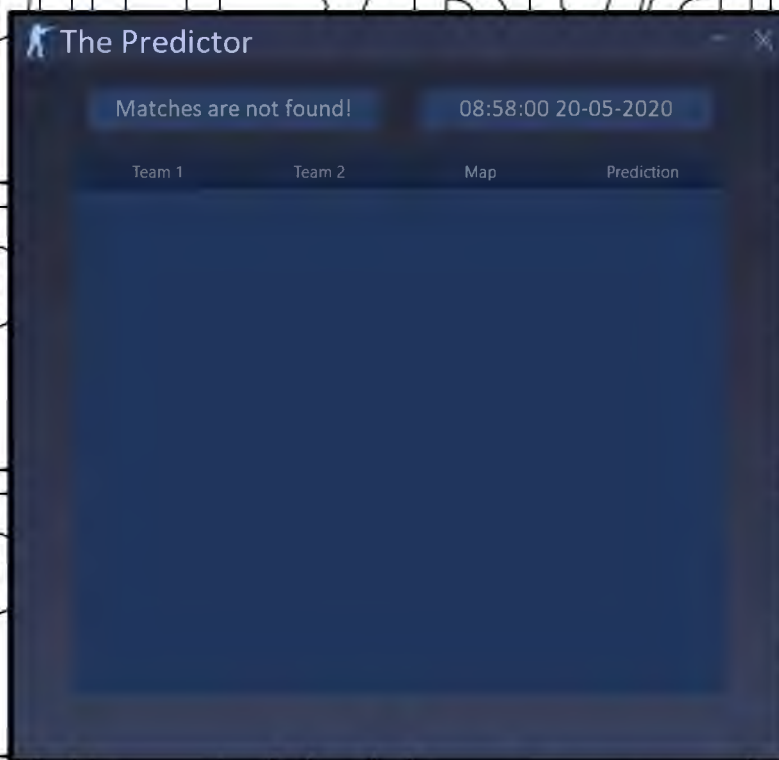 The Predictor
Matches are not found! 08:58:00 20-05-2020
Team 1 Team 2 Map Prediction